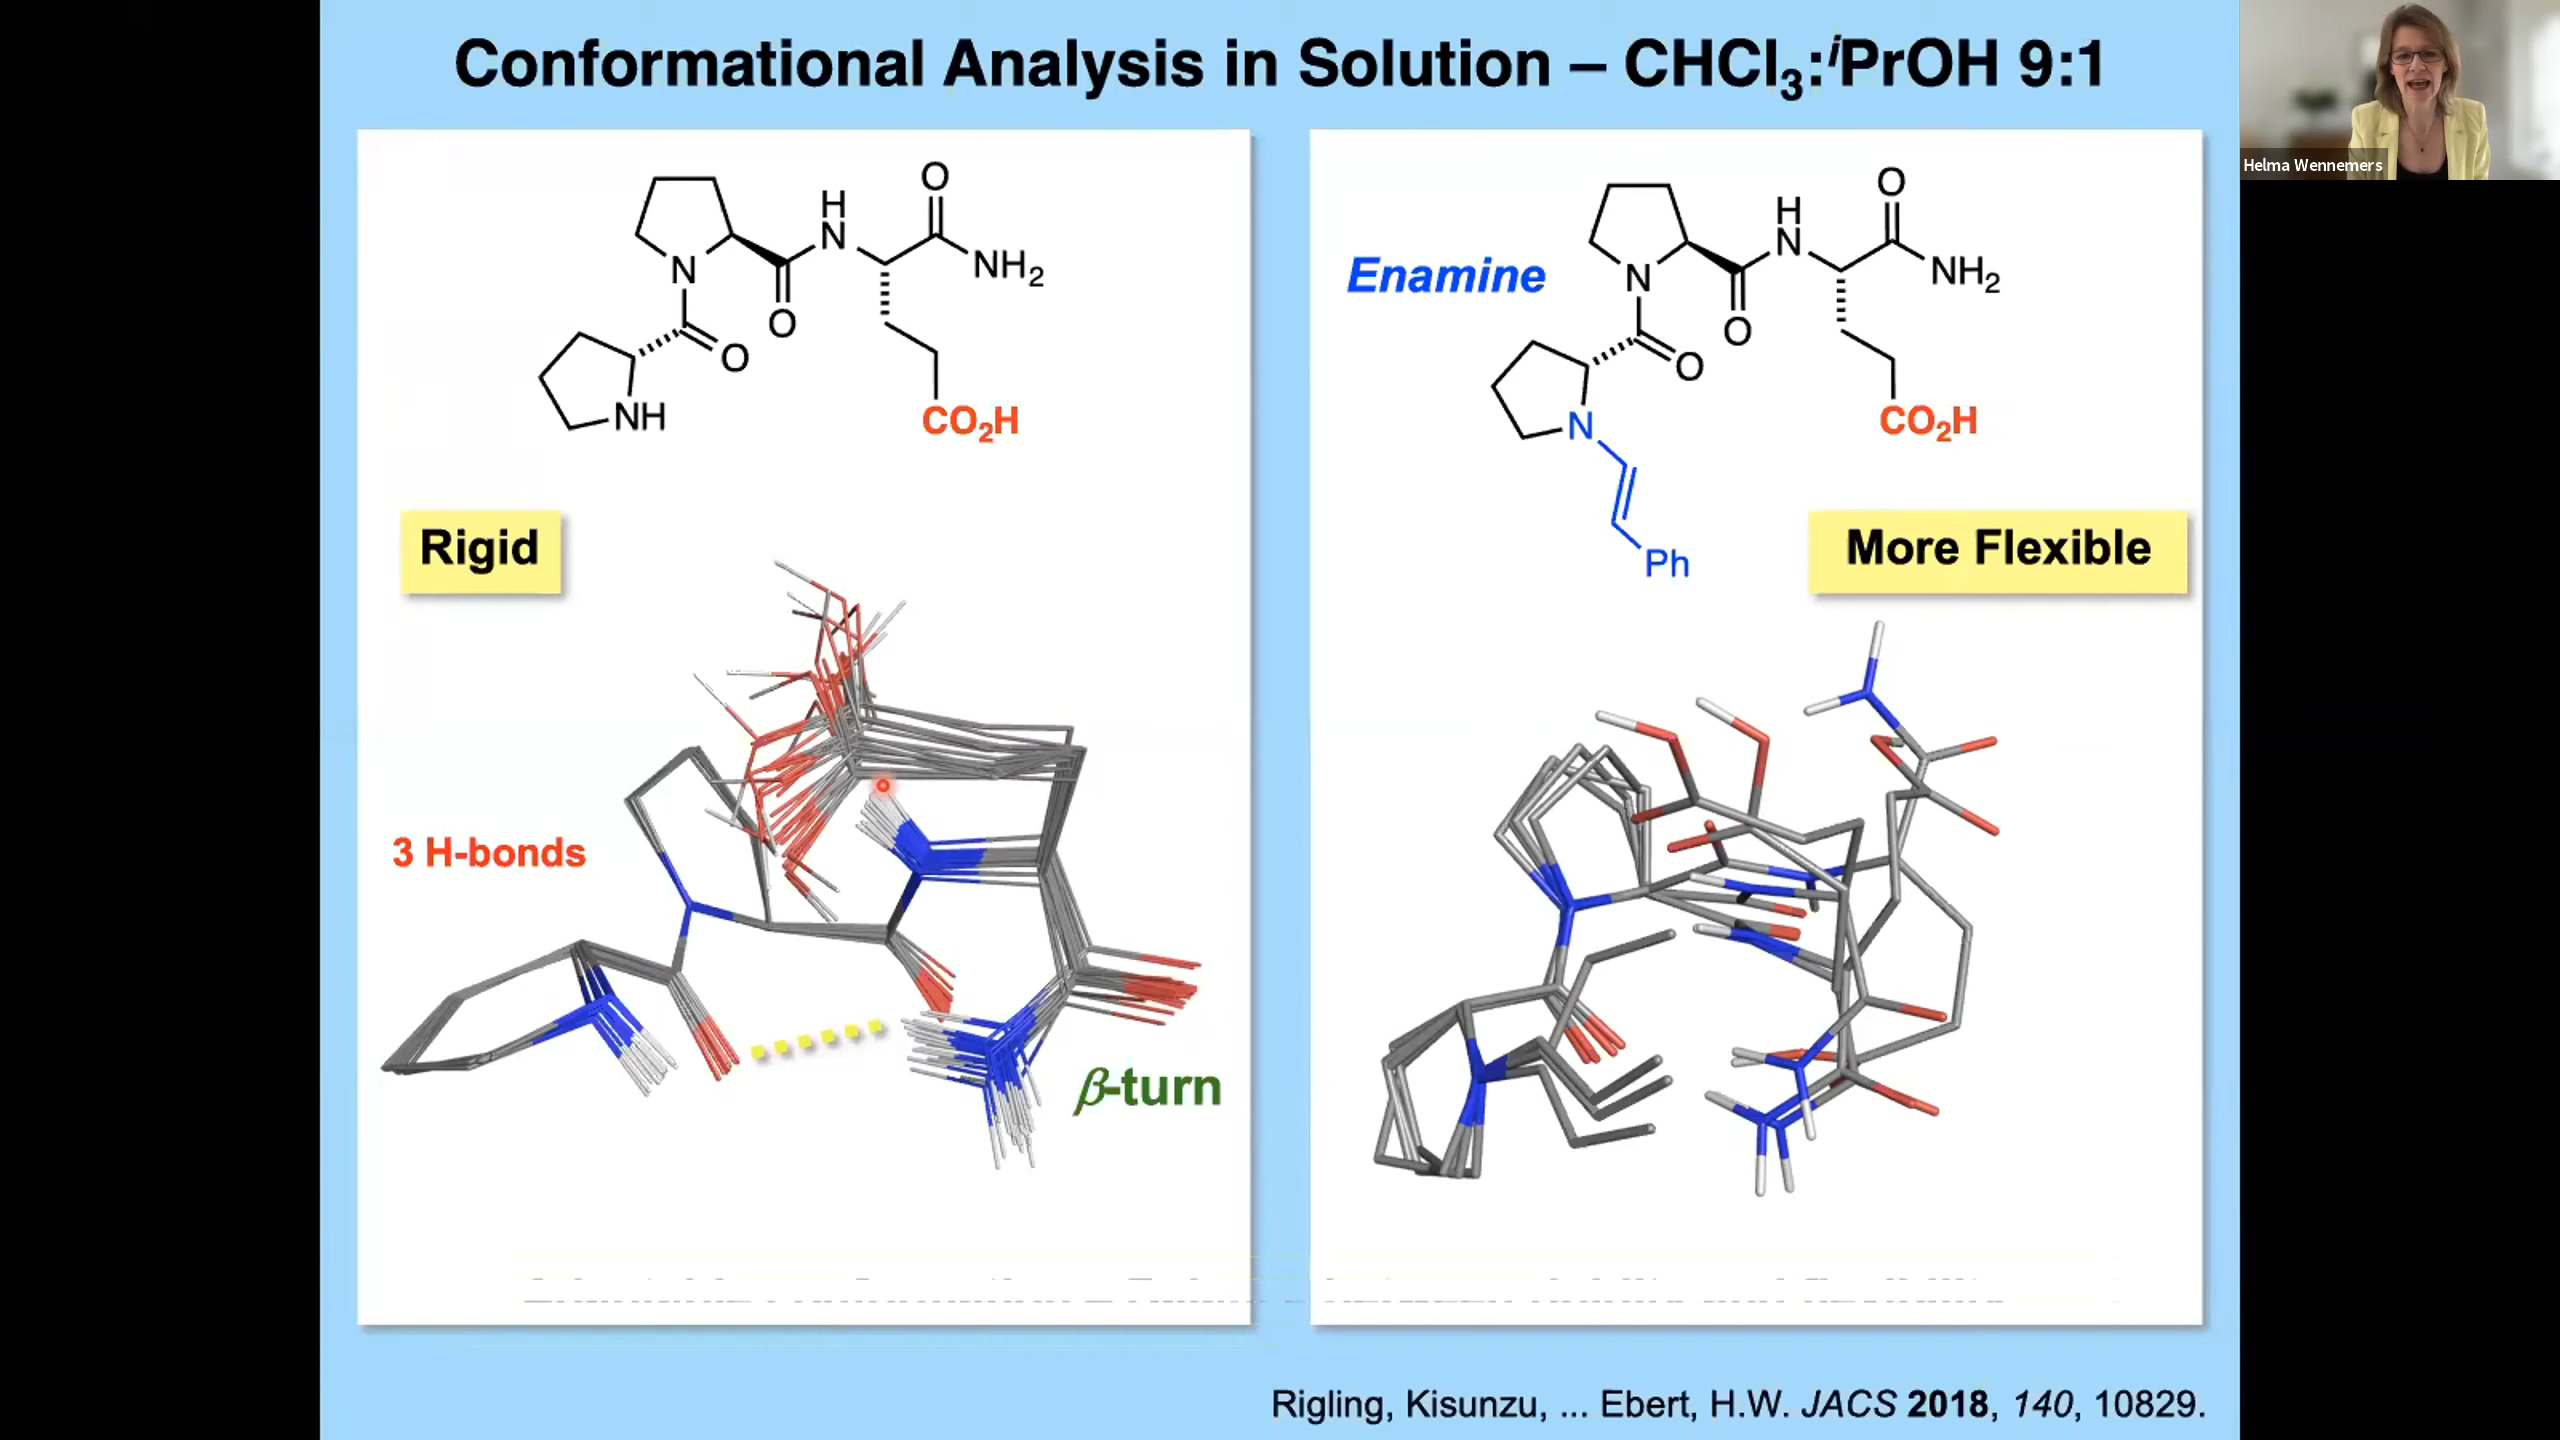 Conformational Analysis in Solution – CHCl₃:ⁱPrOH 9:1
Helma Wennemers
O
H
N
NH₂
N
O
O
NH
CO₂H
Rigid
3 H-bonds
β-turn
O
H
N
NH₂
Enamine
N
O
O
N
CO₂H
Ph
More Flexible
Rigling, Kisunzu, ... Ebert, H.W. JACS 2018, 140, 10829.